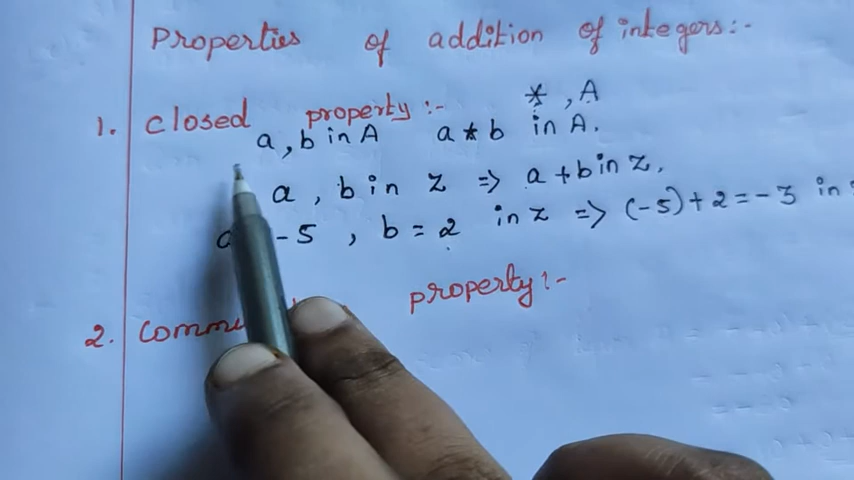 Properties of addition of integers:-
*, A
1. closed property:-
a, b in A a * b in A.
a, b in Z => a + b in Z.
-5, b = 2 in Z => (-5) + 2 = -3 in
2. property:-